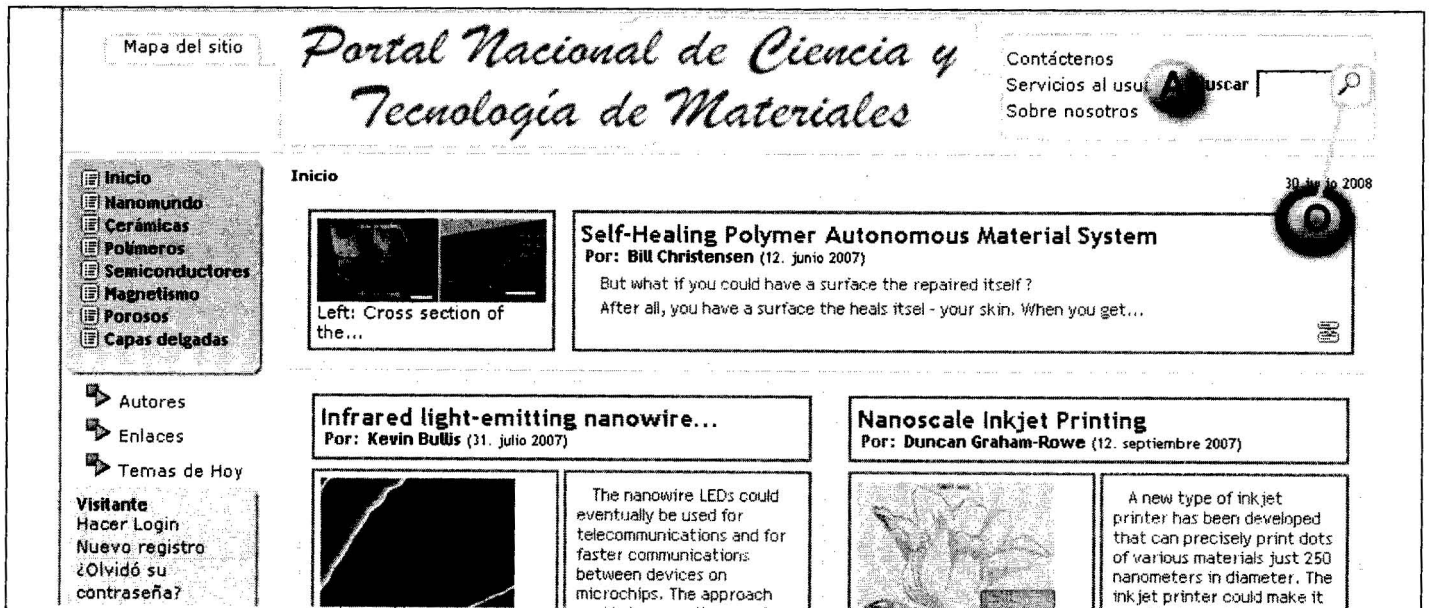 Mapa del sitio
Portal Nacional de Ciencia y
Tecnología de Materiales
Contáctenos
Servicios al
Sobre nosotros
A
Inicio
Nanomundo
Cerámicas
Polímeros
Semiconductores
Magnetismo
Porosos
Capas delgadas
Autores
Enlaces
Temas de Hoy
Visitante
Hacer Login
Nuevo registro
¿Olvidó su
contraseña?
Inicio
30 2008
Q
Left: Cross section of
the...
Self-Healing Polymer Autonomous Material System
Por: Bill Christensen (12. junio 2007)
But what if you could have a surface the repaired itself?
After all, you have a surface the heals itsel - your skin. When you get...
Infrared light-emitting nanowire...
Por: Kevin Bullis (31. julio 2007)
The nanowire LEDs could
eventually be used for
telecommunications and for
faster communications
between devices on
microchips. The approach
Nanoscale Inkjet Printing
Por: Duncan Graham-Rowe (12. septiembre 2007)
A new type of inkjet
printer has been developed
that can precisely print dots
of various materials just 250
nanometers in diameter. The
inkjet printer could make it